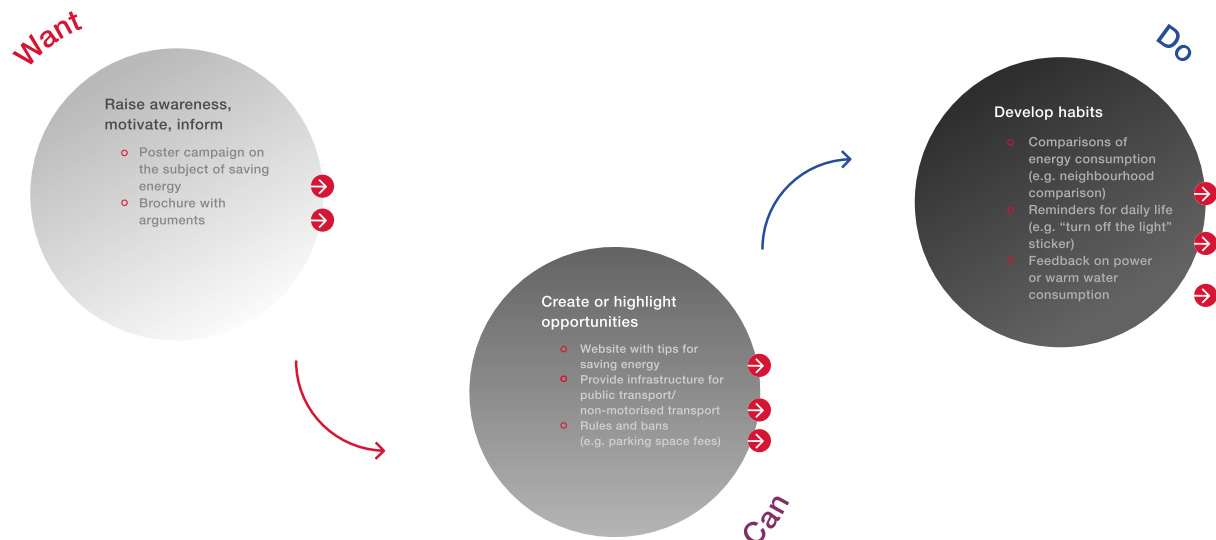 Want
Raise awareness,
motivate, inform
Poster campaign on
the subject of saving
energy
Brochure with
arguments
Create or highlight
opportunities
Website with tips for
saving energy
Provide infrastructure for
public transport/
non-motorised transport
Rules and bans
(e.g. parking space fees)
Can
Do
Develop habits
Comparisons of
energy consumption
(e.g. neighbourhood
comparison)
Reminders for daily life
(e.g. “turn off the light”
sticker)
Feedback on power
or warm water
consumption